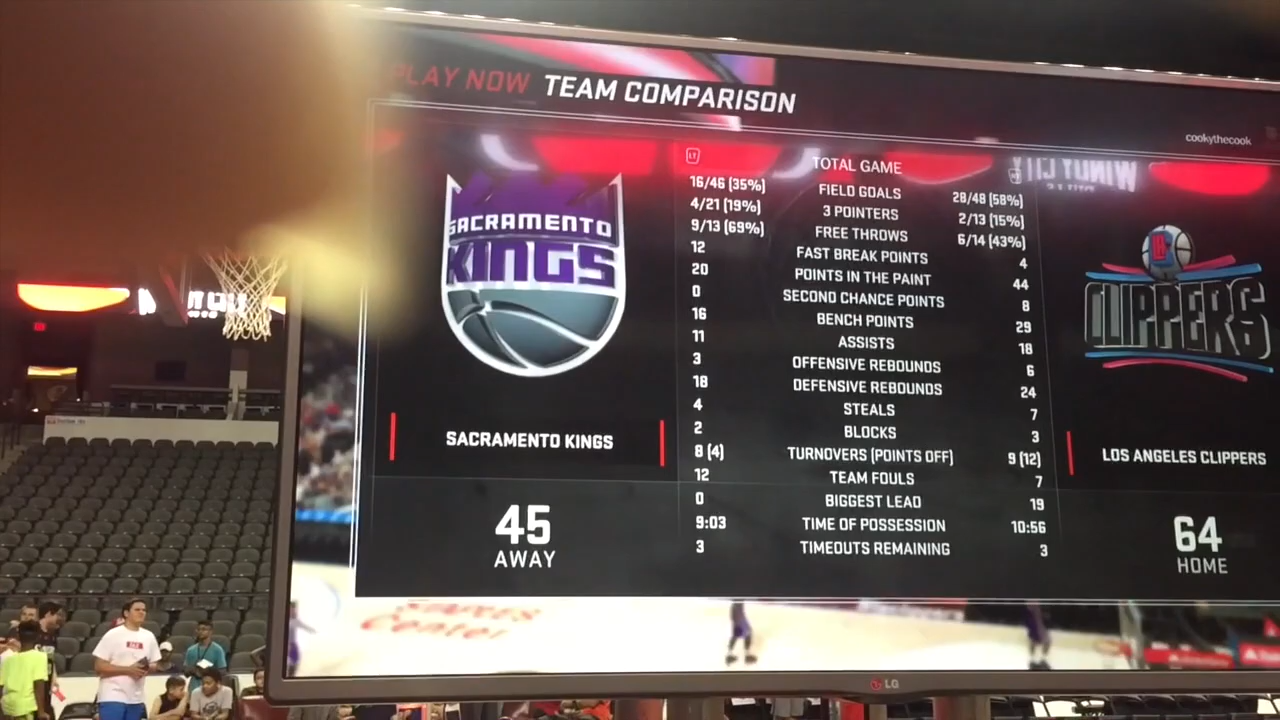 PLAY NOW TEAM COMPARISON
cookythecook
LT TOTAL GAME
16/46 (35%) FIELD GOALS 28/48 (58%)
4/21 (19%) 3 POINTERS 2/13 (15%)
9/13 (69%) FREE THROWS 6/14 (43%)
12 FAST BREAK POINTS 4
20 POINTS IN THE PAINT 44
0 SECOND CHANCE POINTS 8
16 BENCH POINTS 29
11 ASSISTS 18
3 OFFENSIVE REBOUNDS 6
18 DEFENSIVE REBOUNDS 24
4 STEALS 7
2 BLOCKS 3
8 (4) TURNOVERS (POINTS OFF) 9 (12)
12 TEAM FOULS 7
0 BIGGEST LEAD 19
9:03 TIME OF POSSESSION 10:56
3 TIMEOUTS REMAINING 3
SACRAMENTO
KINGS
SACRAMENTO KINGS
45
AWAY
CLIPPERS
LOS ANGELES CLIPPERS
64
HOME
STAPLES
Center
LG